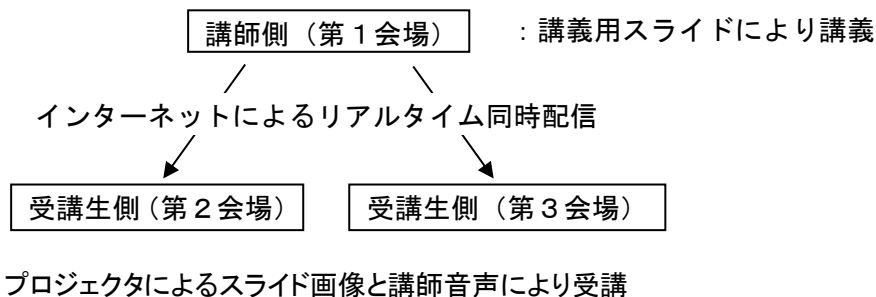 講師側（第１会場）　：講義用スライドにより講義
インターネットによるリアルタイム同時配信
受講生側（第２会場）　受講生側（第３会場）
プロジェクタによるスライド画像と講師音声により受講